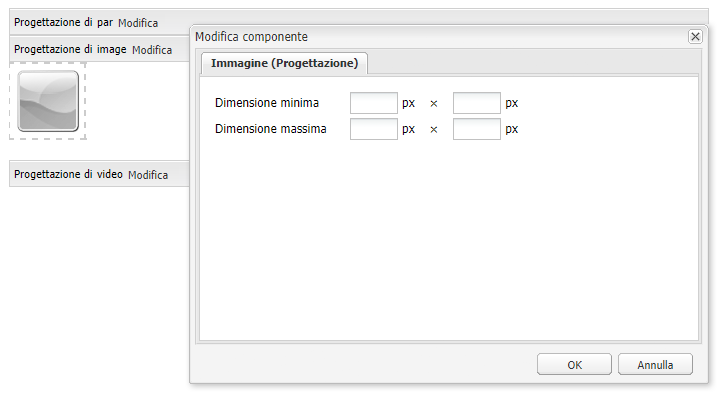 Progettazione di par Modifica
Progettazione di image Modifica
Progettazione di video Modifica
Modifica componente
Immagine (Progettazione)
Dimensione minima px × px
Dimensione massima px × px
OK Annulla